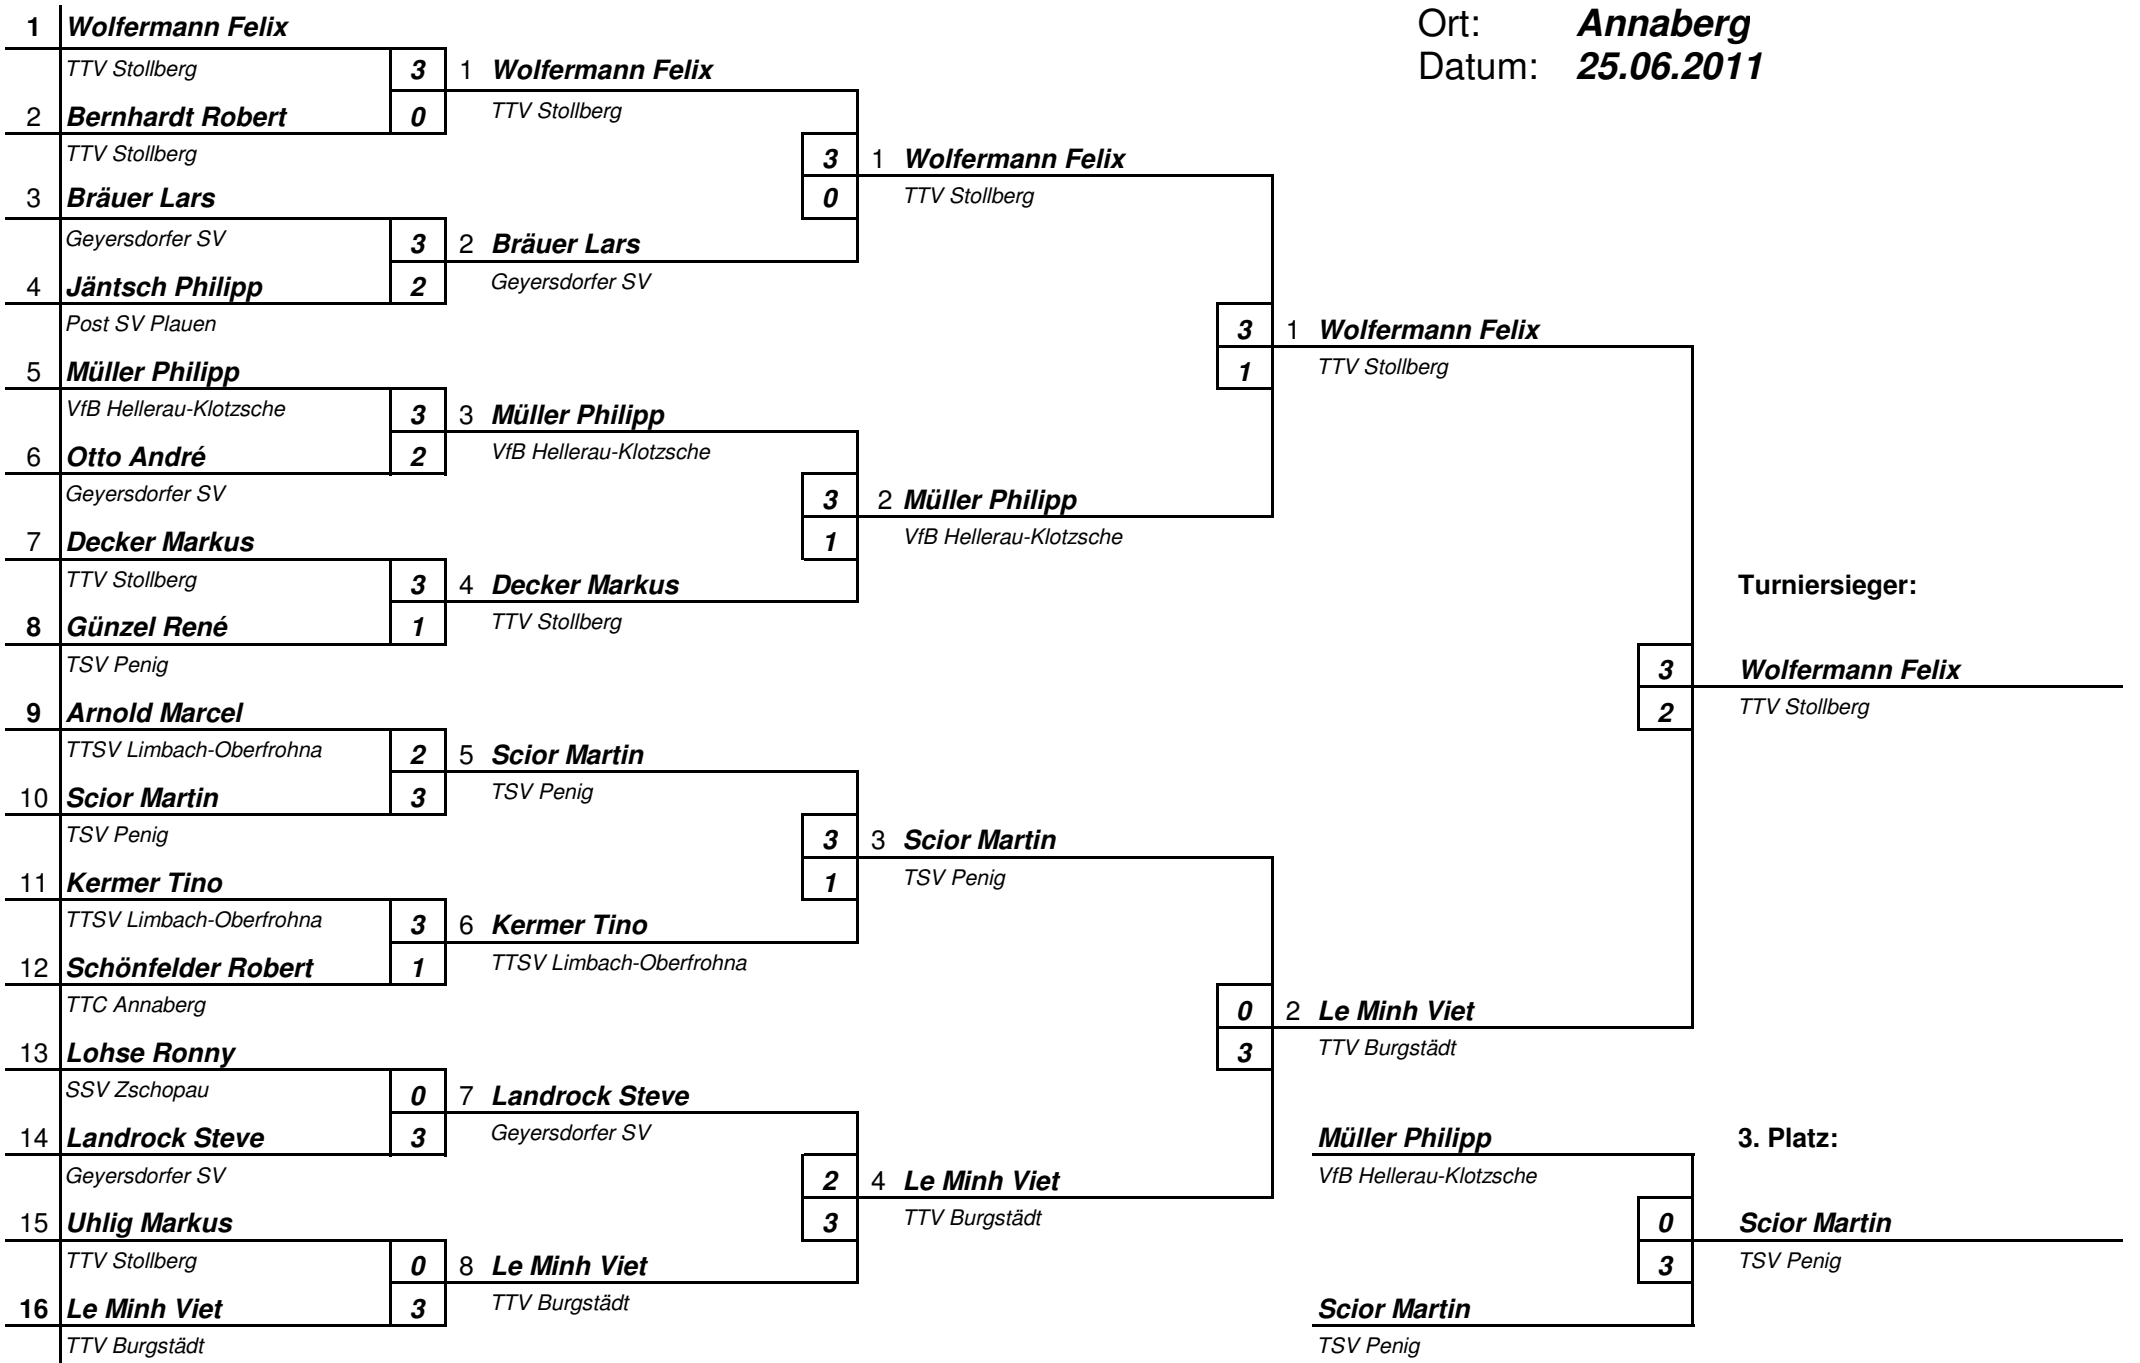 Ort: Annaberg
Datum: 25.06.2011
1 Wolfermann Felix
TTV Stollberg 3
2 Bernhardt Robert 0
TTV Stollberg
3 Bräuer Lars
Geyersdorfer SV 3
4 Jäntsch Philipp 2
Post SV Plauen
5 Müller Philipp
VfB Hellerau-Klotzsche 3
6 Otto André 2
Geyersdorfer SV
7 Decker Markus
TTV Stollberg 3
8 Günzel René 1
TSV Penig
9 Arnold Marcel
TTSV Limbach-Oberfrohna 2
10 Scior Martin 3
TSV Penig
11 Kermer Tino
TTSV Limbach-Oberfrohna 3
12 Schönfelder Robert 1
TTC Annaberg
13 Lohse Ronny
SSV Zschopau 0
14 Landrock Steve 3
Geyersdorfer SV
15 Uhlig Markus
TTV Stollberg 0
16 Le Minh Viet 3
TTV Burgstädt
1 Wolfermann Felix
TTV Stollberg
3
0
2 Bräuer Lars
Geyersdorfer SV
3 Müller Philipp
VfB Hellerau-Klotzsche
3
1
4 Decker Markus
TTV Stollberg
5 Scior Martin
TSV Penig
3
1
6 Kermer Tino
TTSV Limbach-Oberfrohna
7 Landrock Steve
Geyersdorfer SV
2
3
8 Le Minh Viet
TTV Burgstädt
1 Wolfermann Felix
TTV Stollberg
3
1
2 Müller Philipp
VfB Hellerau-Klotzsche
3 Scior Martin
TSV Penig
0
3
4 Le Minh Viet
TTV Burgstädt
1 Wolfermann Felix
TTV Stollberg
3
2
2 Le Minh Viet
TTV Burgstädt
Turniersieger:
Wolfermann Felix
TTV Stollberg
Müller Philipp
VfB Hellerau-Klotzsche
0
3
Scior Martin
TSV Penig
3. Platz:
Scior Martin
TSV Penig